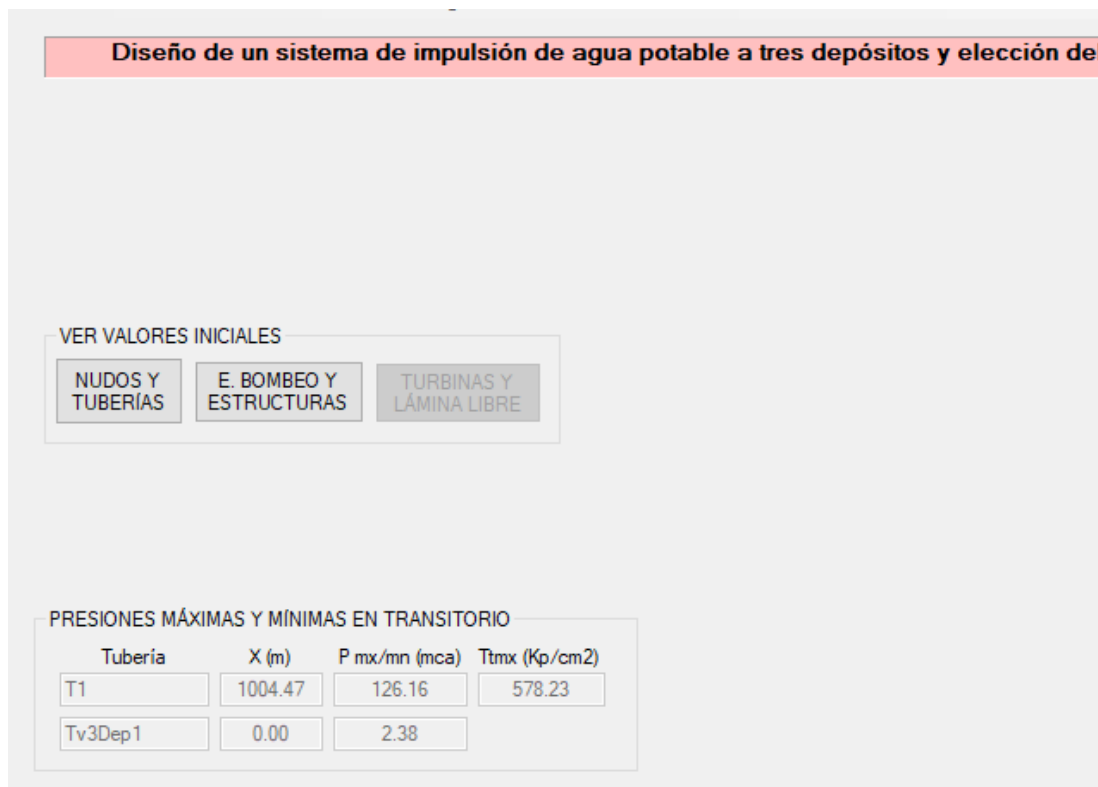 Diseño de un sistema de impulsión de agua potable a tres depósitos y elección del
VER VALORES INICIALES
NUDOS Y TUBERÍAS
E. BOMBEO Y ESTRUCTURAS
TURBINAS Y LÁMINA LIBRE
PRESIONES MÁXIMAS Y MÍNIMAS EN TRANSITORIO
Tubería X (m) P mx/mn (mca) Ttmx (Kp/cm2)
T1 1004.47 126.16 578.23
Tv3Dep1 0.00 2.38